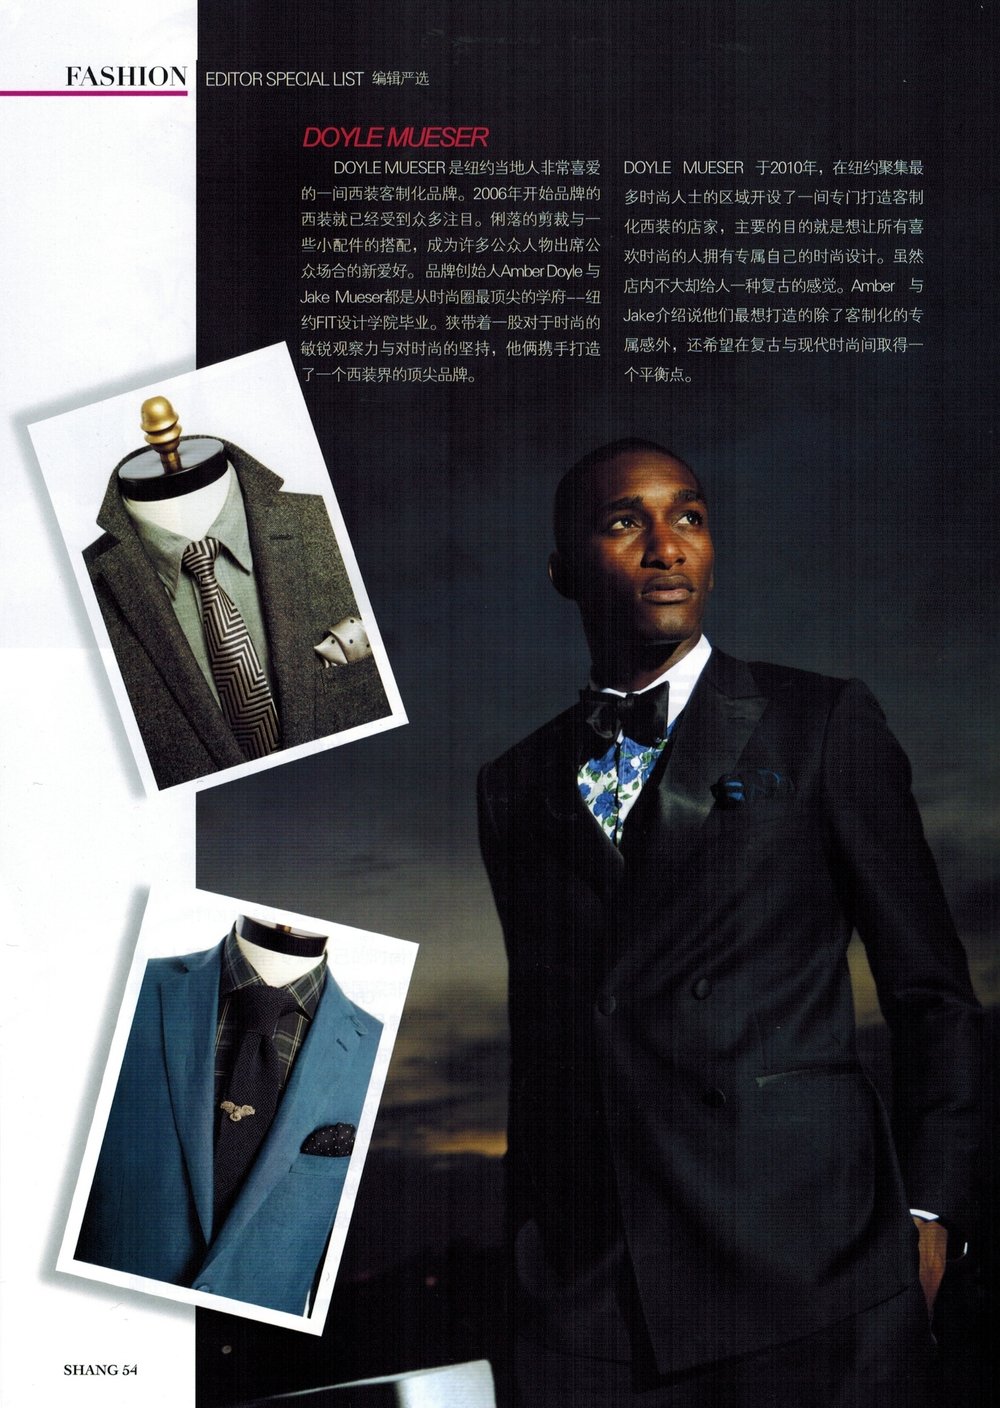 FASHION
EDITOR SPECIAL LIST 编辑严选
DOYLE MUESER
DOYLE MUESER 是纽约当地人非常喜爱
的一间西装客制化品牌。2006年开始品牌的
西装就已经受到众多注目。俐落的剪裁与一
些小配件的搭配，成为许多公众人物出席公
众场合的新爱好。品牌创始人Amber Doyle 与
Jake Mueser都是从时尚圈最顶尖的学府--纽
约FIT设计学院毕业。狭带着一股对于时尚的
敏锐观察力与对时尚的坚持，他俩携手打造
了一个西装界的顶尖品牌。
DOYLE MUESER 于2010年，在纽约聚集最
多时尚人士的区域开设了一间专门打造客制
化西装的店家，主要的目的就是想让所有喜
欢时尚的人拥有专属自己的时尚设计。虽然
店内不大却给人一种复古的感觉。Amber 与
Jake介绍说他们最想打造的除了客制化的专
属感外，还希望在复古与现代时尚间取得一
个平衡点。
SHANG 54